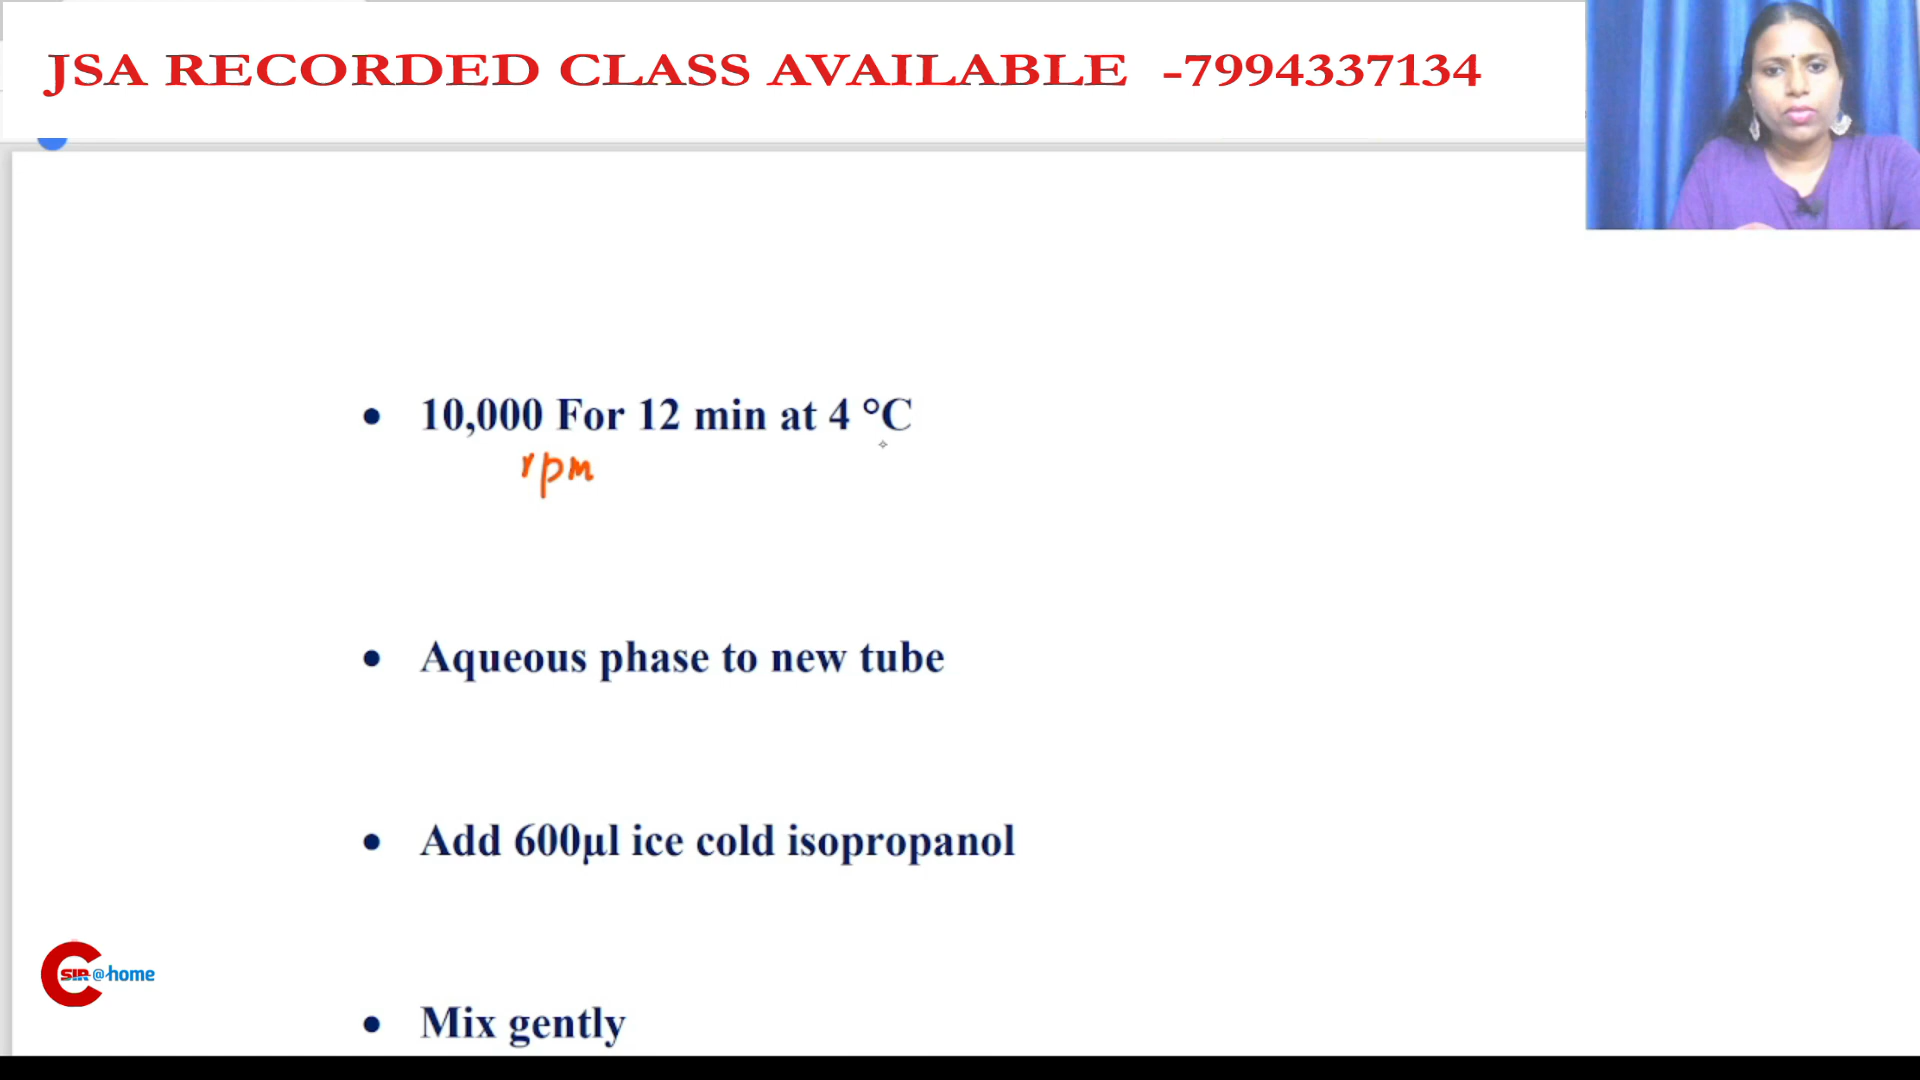 JSA RECORDED CLASS AVAILABLE -7994337134
• 10,000 For 12 min at 4 °C
rpm
• Aqueous phase to new tube
• Add 600µl ice cold isopropanol
CSIR@home
• Mix gently